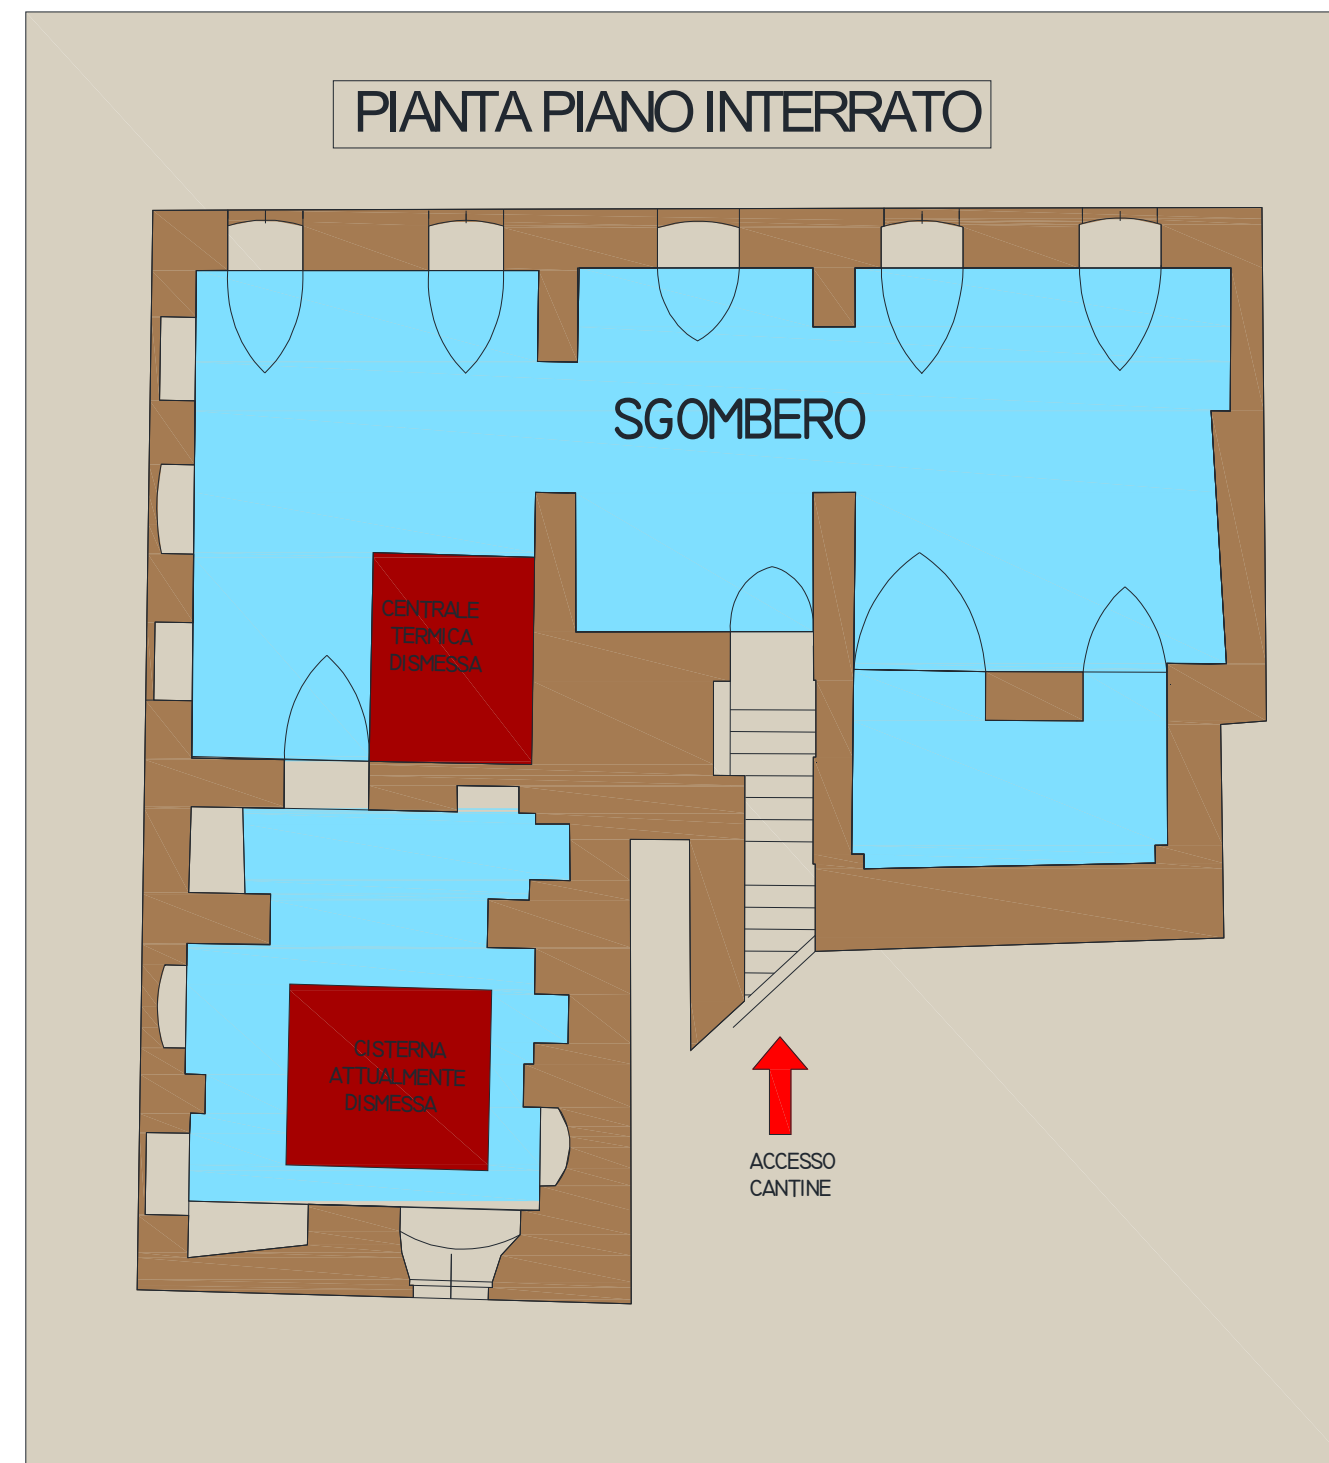 PIANTA PIANO INTERRATO
SGOMBERO
CENTRALE
TERMICA
DISMESSA
CISTERNA
ATTUALMENTE
DISMESSA
ACCESSO
CANTINE